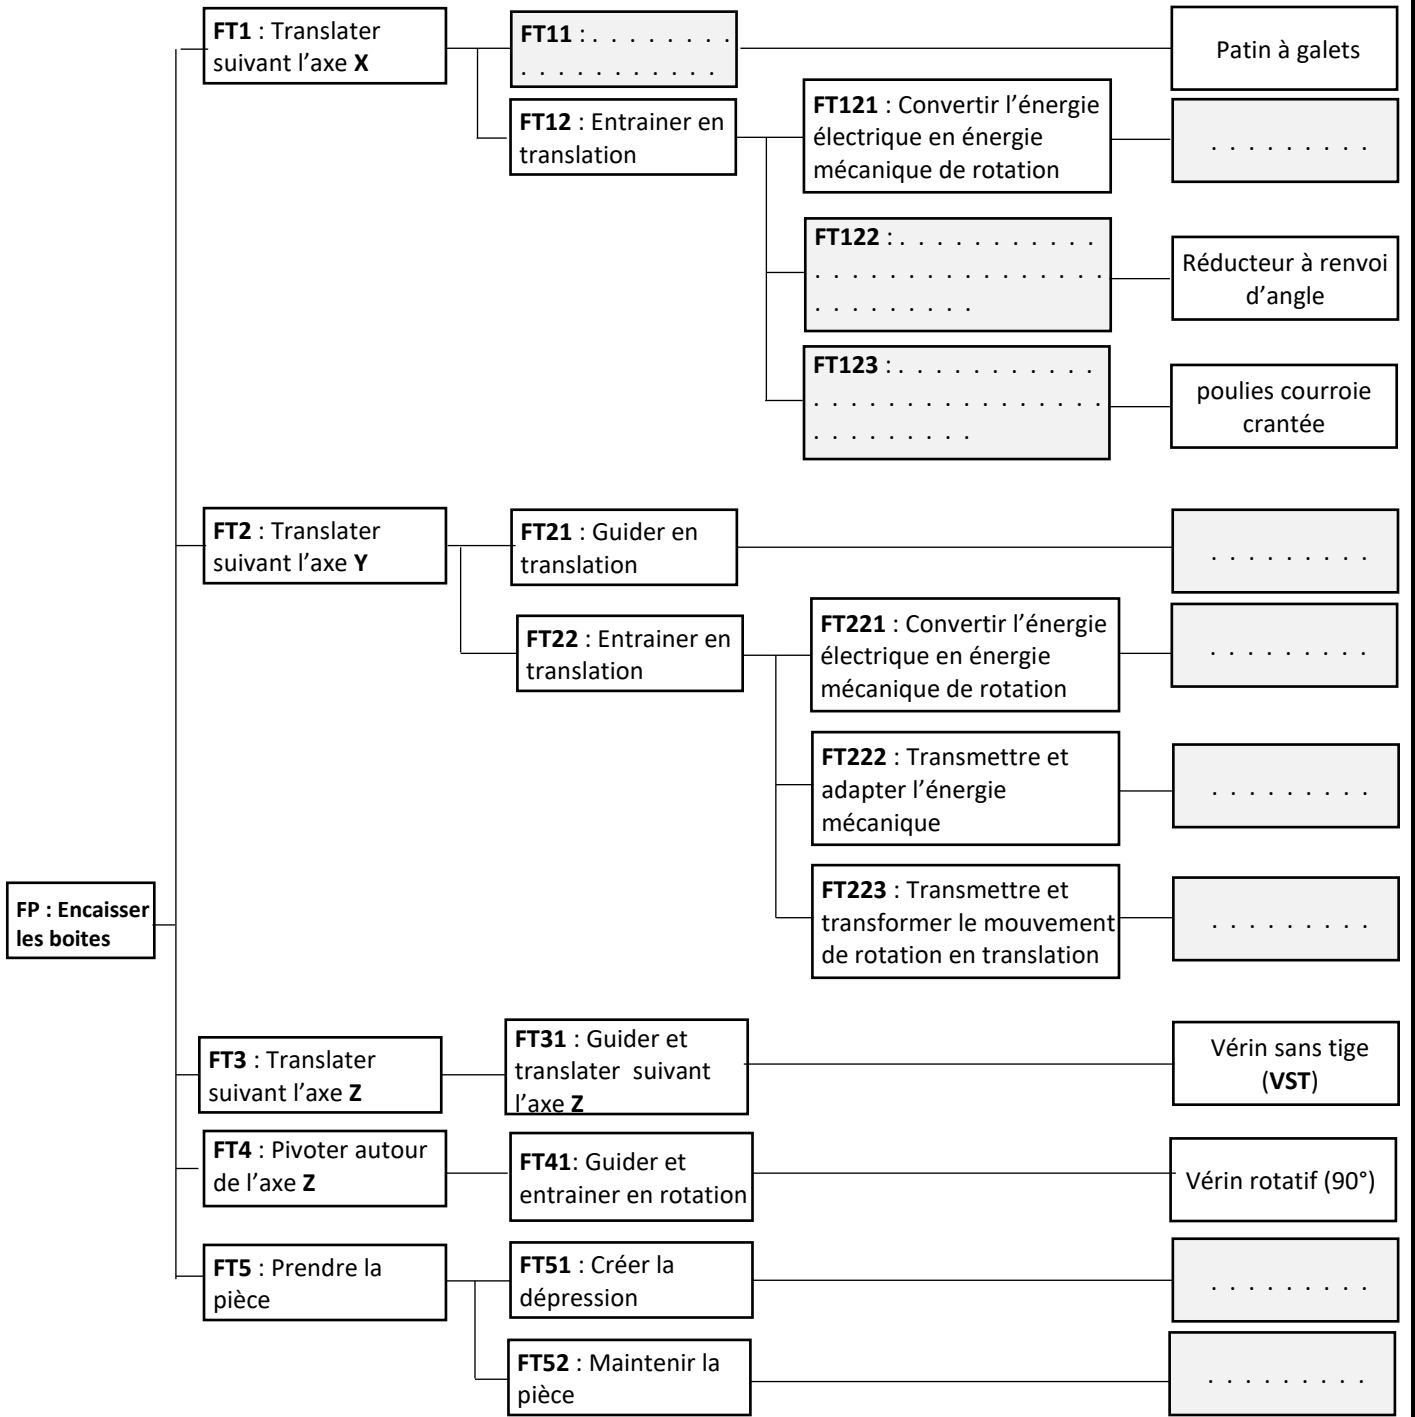 FT1 : Translater
suivant l'axe X
FT11 : . . . . . . . .
. . . . . . . . . . .
Patin à galets
FT12 : Entrainer en
translation
FT121 : Convertir l'énergie
électrique en énergie
mécanique de rotation
. . . . . . . . .
FT122 : . . . . . . . . . . .
. . . . . . . . . . . . . . . .
. . . . . . . . .
Réducteur à renvoi
d'angle
FT123 : . . . . . . . . . . .
. . . . . . . . . . . . . . . .
. . . . . . . . .
poulies courroie
crantée
FT2 : Translater
suivant l'axe Y
FT21 : Guider en
translation
. . . . . . . . .
FT22 : Entrainer en
translation
FT221 : Convertir l'énergie
électrique en énergie
mécanique de rotation
. . . . . . . . .
FT222 : Transmettre et
adapter l'énergie
mécanique
. . . . . . . . .
FT223 : Transmettre et
transformer le mouvement
de rotation en translation
. . . . . . . . .
FP : Encaisser
les boites
FT3 : Translater
suivant l'axe Z
FT31 : Guider et
translater suivant
l'axe Z
Vérin sans tige
(VST)
FT4 : Pivoter autour
de l'axe Z
FT41: Guider et
entrainer en rotation
Vérin rotatif (90°)
FT5 : Prendre la
pièce
FT51 : Créer la
dépression
. . . . . . . . .
FT52 : Maintenir la
pièce
. . . . . . . . .